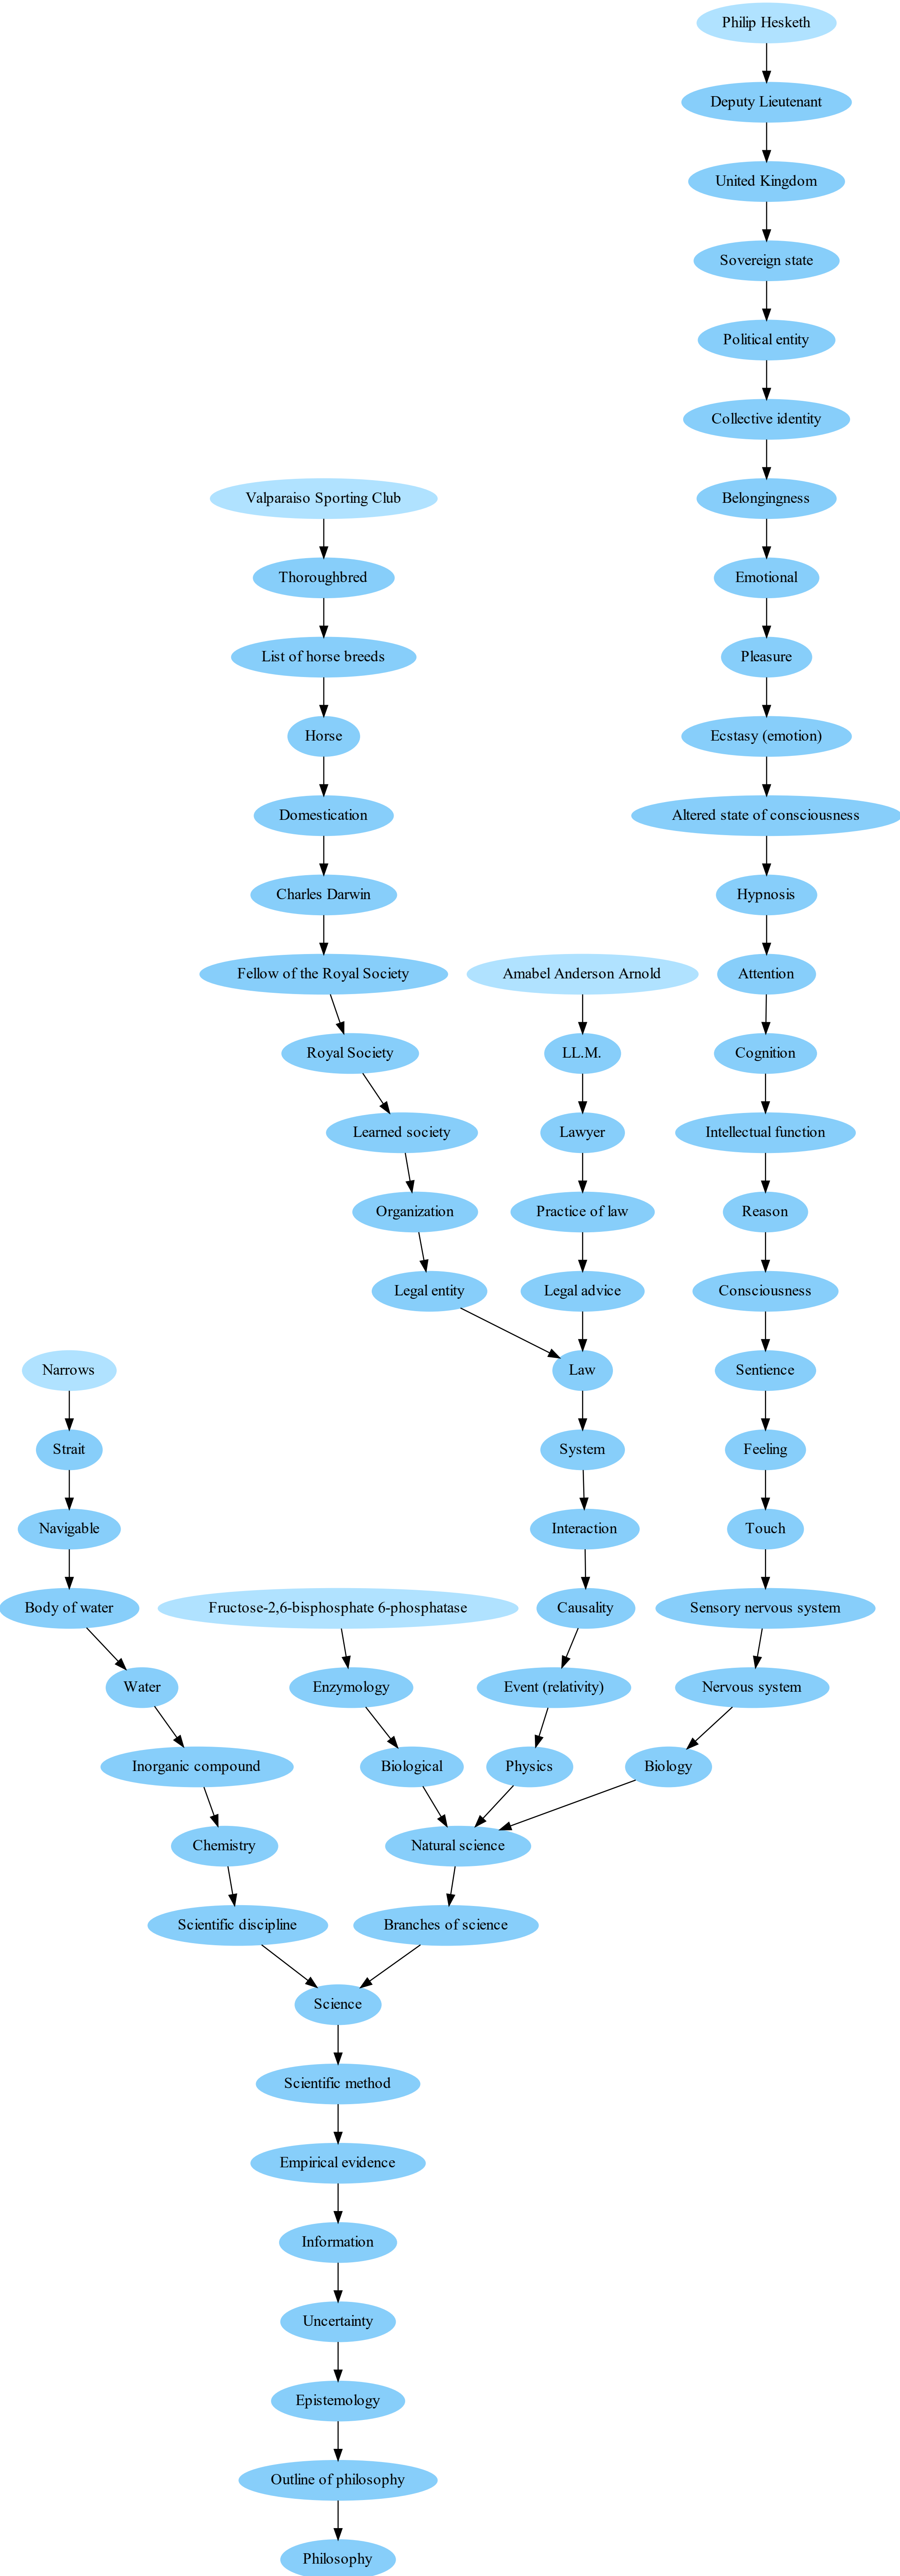 Philip Hesketh
Deputy Lieutenant
United Kingdom
Sovereign state
Political entity
Collective identity
Valparaiso Sporting Club
Belongingness
Thoroughbred
Emotional
List of horse breeds
Pleasure
Horse
Ecstasy (emotion)
Domestication
Altered state of consciousness
Charles Darwin
Hypnosis
Fellow of the Royal Society
Amabel Anderson Arnold
Attention
Royal Society
LL.M.
Cognition
Learned society
Lawyer
Intellectual function
Organization
Practice of law
Reason
Legal entity
Legal advice
Consciousness
Narrows
Law
Sentience
Strait
System
Feeling
Navigable
Interaction
Touch
Body of water
Fructose-2,6-bisphosphate 6-phosphatase
Causality
Sensory nervous system
Water
Enzymology
Event (relativity)
Nervous system
Inorganic compound
Biological
Physics
Biology
Chemistry
Natural science
Scientific discipline
Branches of science
Science
Scientific method
Empirical evidence
Information
Uncertainty
Epistemology
Outline of philosophy
Philosophy